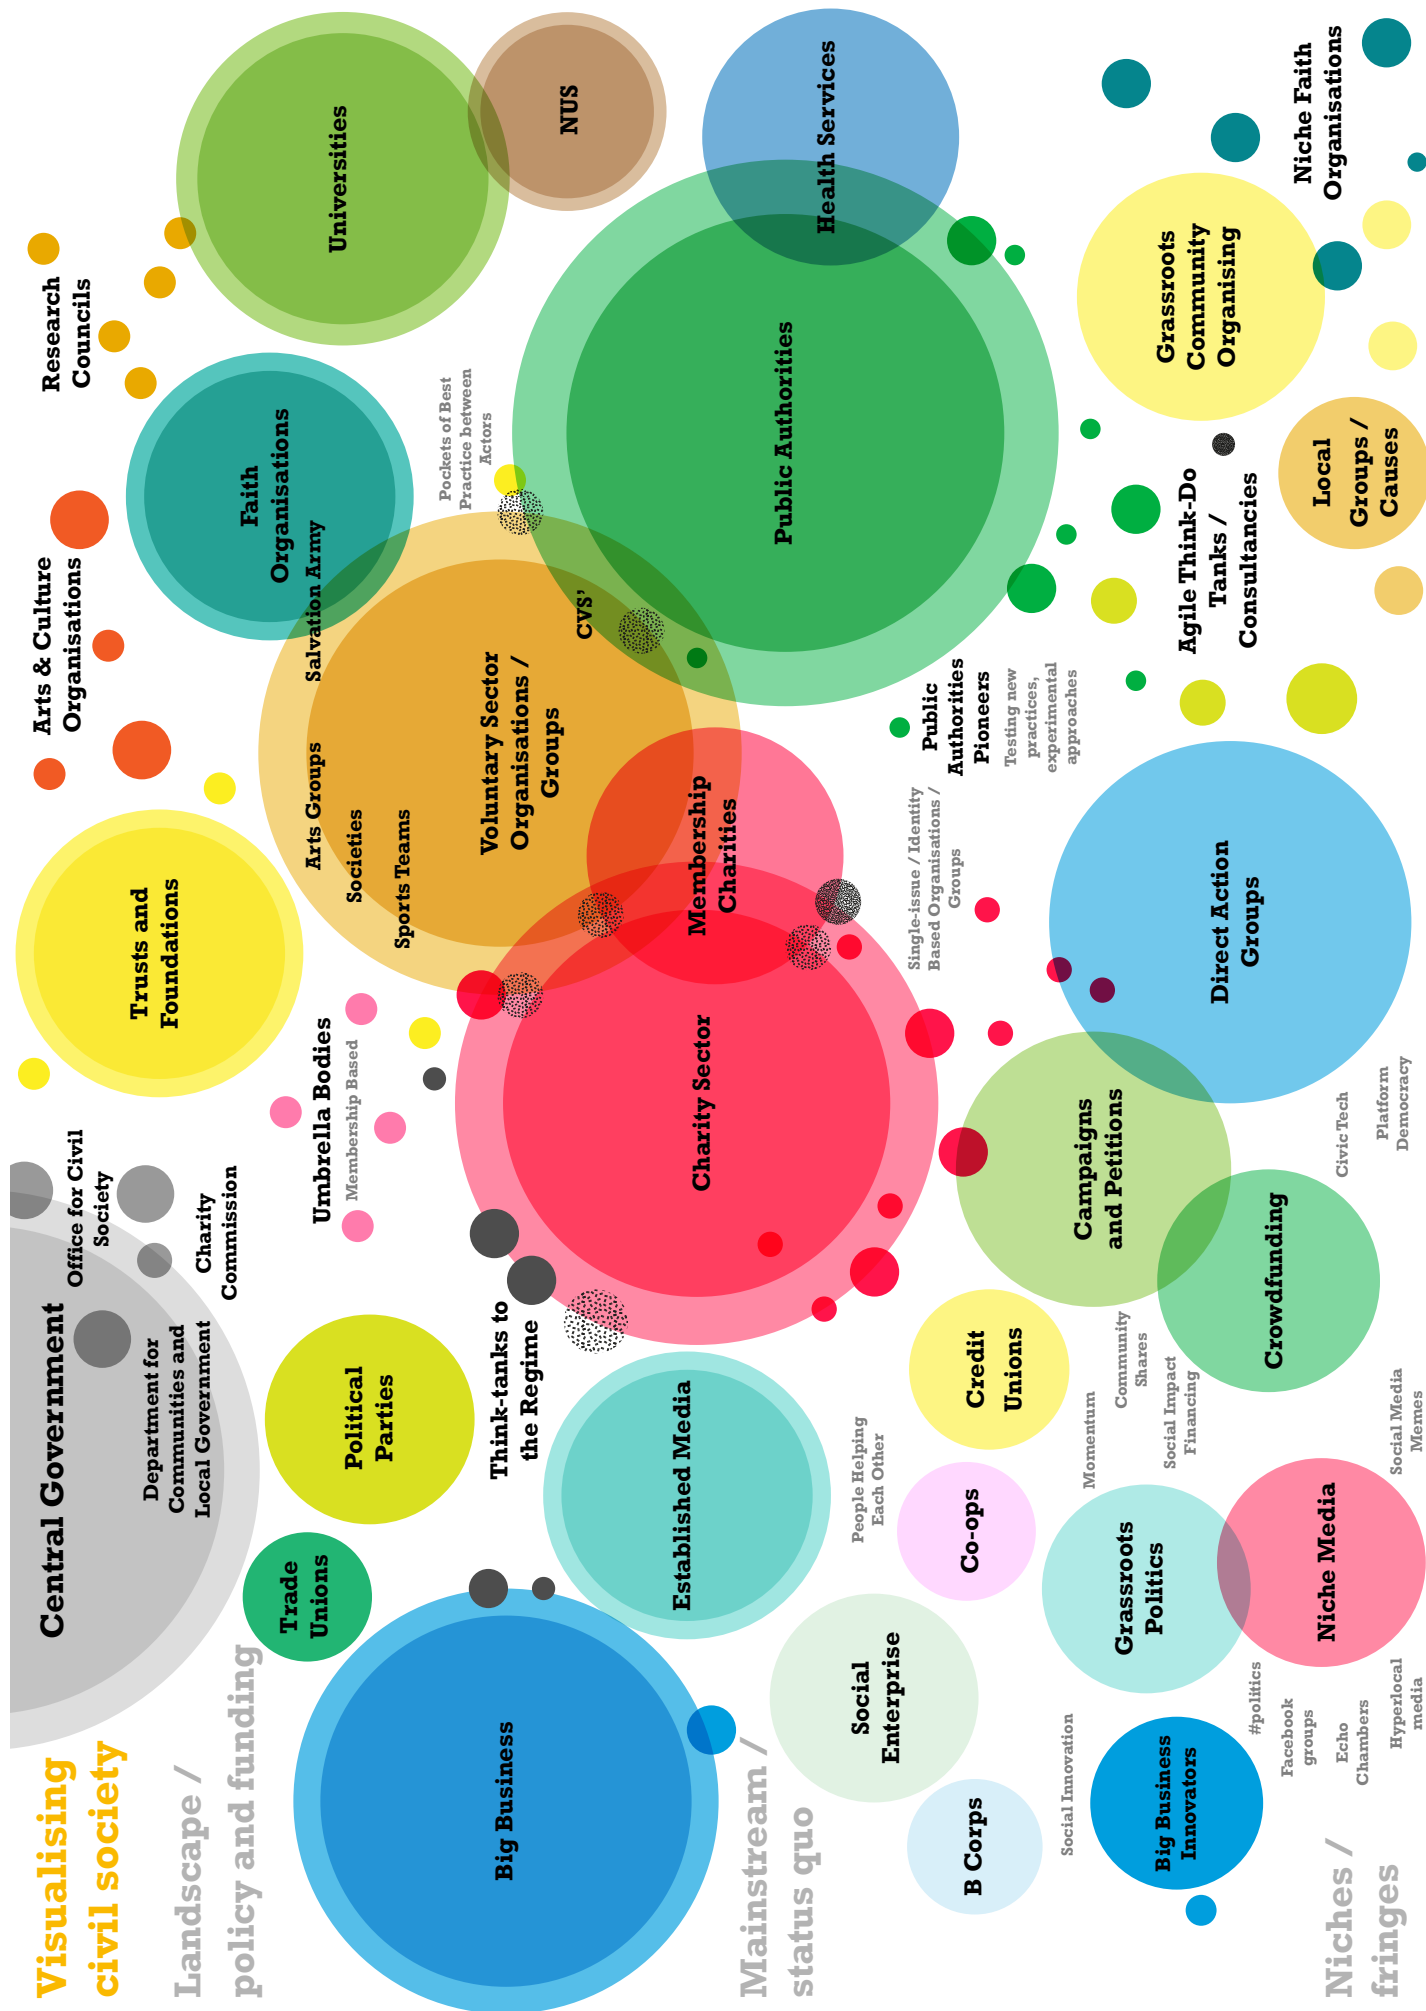 Visualising
civil society
Landscape /
policy and funding
Central Government
Department for
Communities and
Local Government
Office for Civil
Society
Charity
Commission
Trusts and
Foundations
Arts & Culture
Organisations
Research
Councils
Trade
Unions
Political
Parties
Umbrella Bodies
Membership Based
Arts Groups
Societies
Sports Teams
Salvation Army
Faith
Organisations
Universities
Big Business
Think-tanks to
the Regime
Voluntary Sector
Organisations /
Groups
CVS'
Pockets of Best
Practice between
Actors
NUS
Mainstream /
status quo
Established Media
Charity Sector
Membership
Charities
Public Authorities
Health Services
Social
Enterprise
People Helping
Each Other
B Corps
Co-ops
Credit
Unions
Single-issue / Identity
Based Organisations /
Groups
Public
Authorities
Pioneers
Testing new
practices,
experimental
approaches
Social Innovation
Momentum
Community
Shares
Social Impact
Financing
Campaigns
and Petitions
Big Business
Innovators
Grassroots
Politics
Direct Action
Groups
Agile Think-Do
Tanks /
Consultancies
Grassroots
Community
Organising
Crowdfunding
#politics
Facebook
groups
Echo
Chambers
Hyperlocal
media
Niche Media
Social Media
Memes
Civic Tech
Platform
Democracy
Local
Groups /
Causes
Niche Faith
Organisations
Niches /
fringes